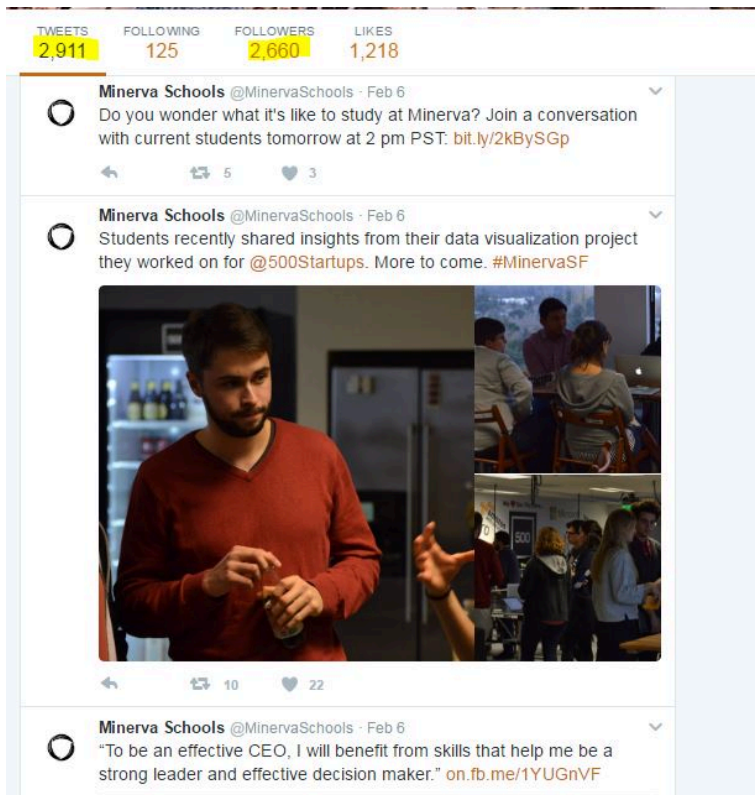 TWEETS FOLLOWING FOLLOWERS LIKES
2,911 125 2,660 1,218
Minerva Schools @MinervaSchools · Feb 6
Do you wonder what it's like to study at Minerva? Join a conversation
with current students tomorrow at 2 pm PST: bit.ly/2kBySGp
5 3
Minerva Schools @MinervaSchools · Feb 6
Students recently shared insights from their data visualization project
they worked on for @500Startups. More to come. #MinervaSF
500
10 22
Minerva Schools @MinervaSchools · Feb 6
“To be an effective CEO, I will benefit from skills that help me be a
strong leader and effective decision maker.” on.fb.me/1YUGnVF